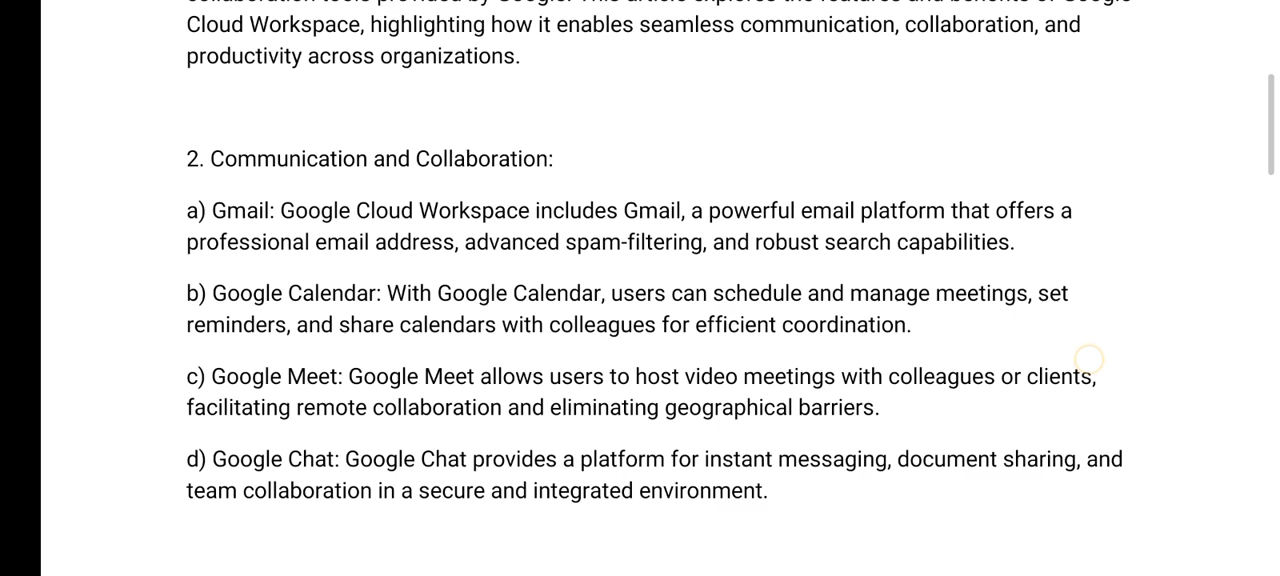 Cloud Workspace, highlighting how it enables seamless communication, collaboration, and
productivity across organizations.
2. Communication and Collaboration:
a) Gmail: Google Cloud Workspace includes Gmail, a powerful email platform that offers a
professional email address, advanced spam-filtering, and robust search capabilities.
b) Google Calendar: With Google Calendar, users can schedule and manage meetings, set
reminders, and share calendars with colleagues for efficient coordination.
c) Google Meet: Google Meet allows users to host video meetings with colleagues or clients,
facilitating remote collaboration and eliminating geographical barriers.
d) Google Chat: Google Chat provides a platform for instant messaging, document sharing, and
team collaboration in a secure and integrated environment.